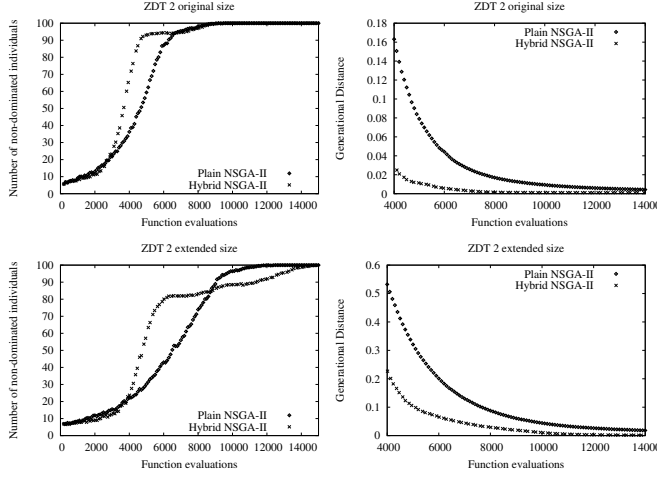 ZDT 2 original size
100
90
80
70
60
50
40
30
20
10
0
Number of non-dominated individuals
Plain NSGA-II
Hybrid NSGA-II
0 2000 4000 6000 8000 10000 12000 14000
Function evaluations
ZDT 2 original size
0.18
0.16
0.14
0.12
0.1
0.08
0.06
0.04
0.02
0
Generational Distance
Plain NSGA-II
Hybrid NSGA-II
4000 6000 8000 10000 12000 14000
Function evaluations
ZDT 2 extended size
100
90
80
70
60
50
40
30
20
10
0
Number of non-dominated individuals
Plain NSGA-II
Hybrid NSGA-II
0 2000 4000 6000 8000 10000 12000 14000
Function evaluations
ZDT 2 extended size
0.6
0.5
0.4
0.3
0.2
0.1
0
Generational Distance
Plain NSGA-II
Hybrid NSGA-II
4000 6000 8000 10000 12000 14000
Function evaluations